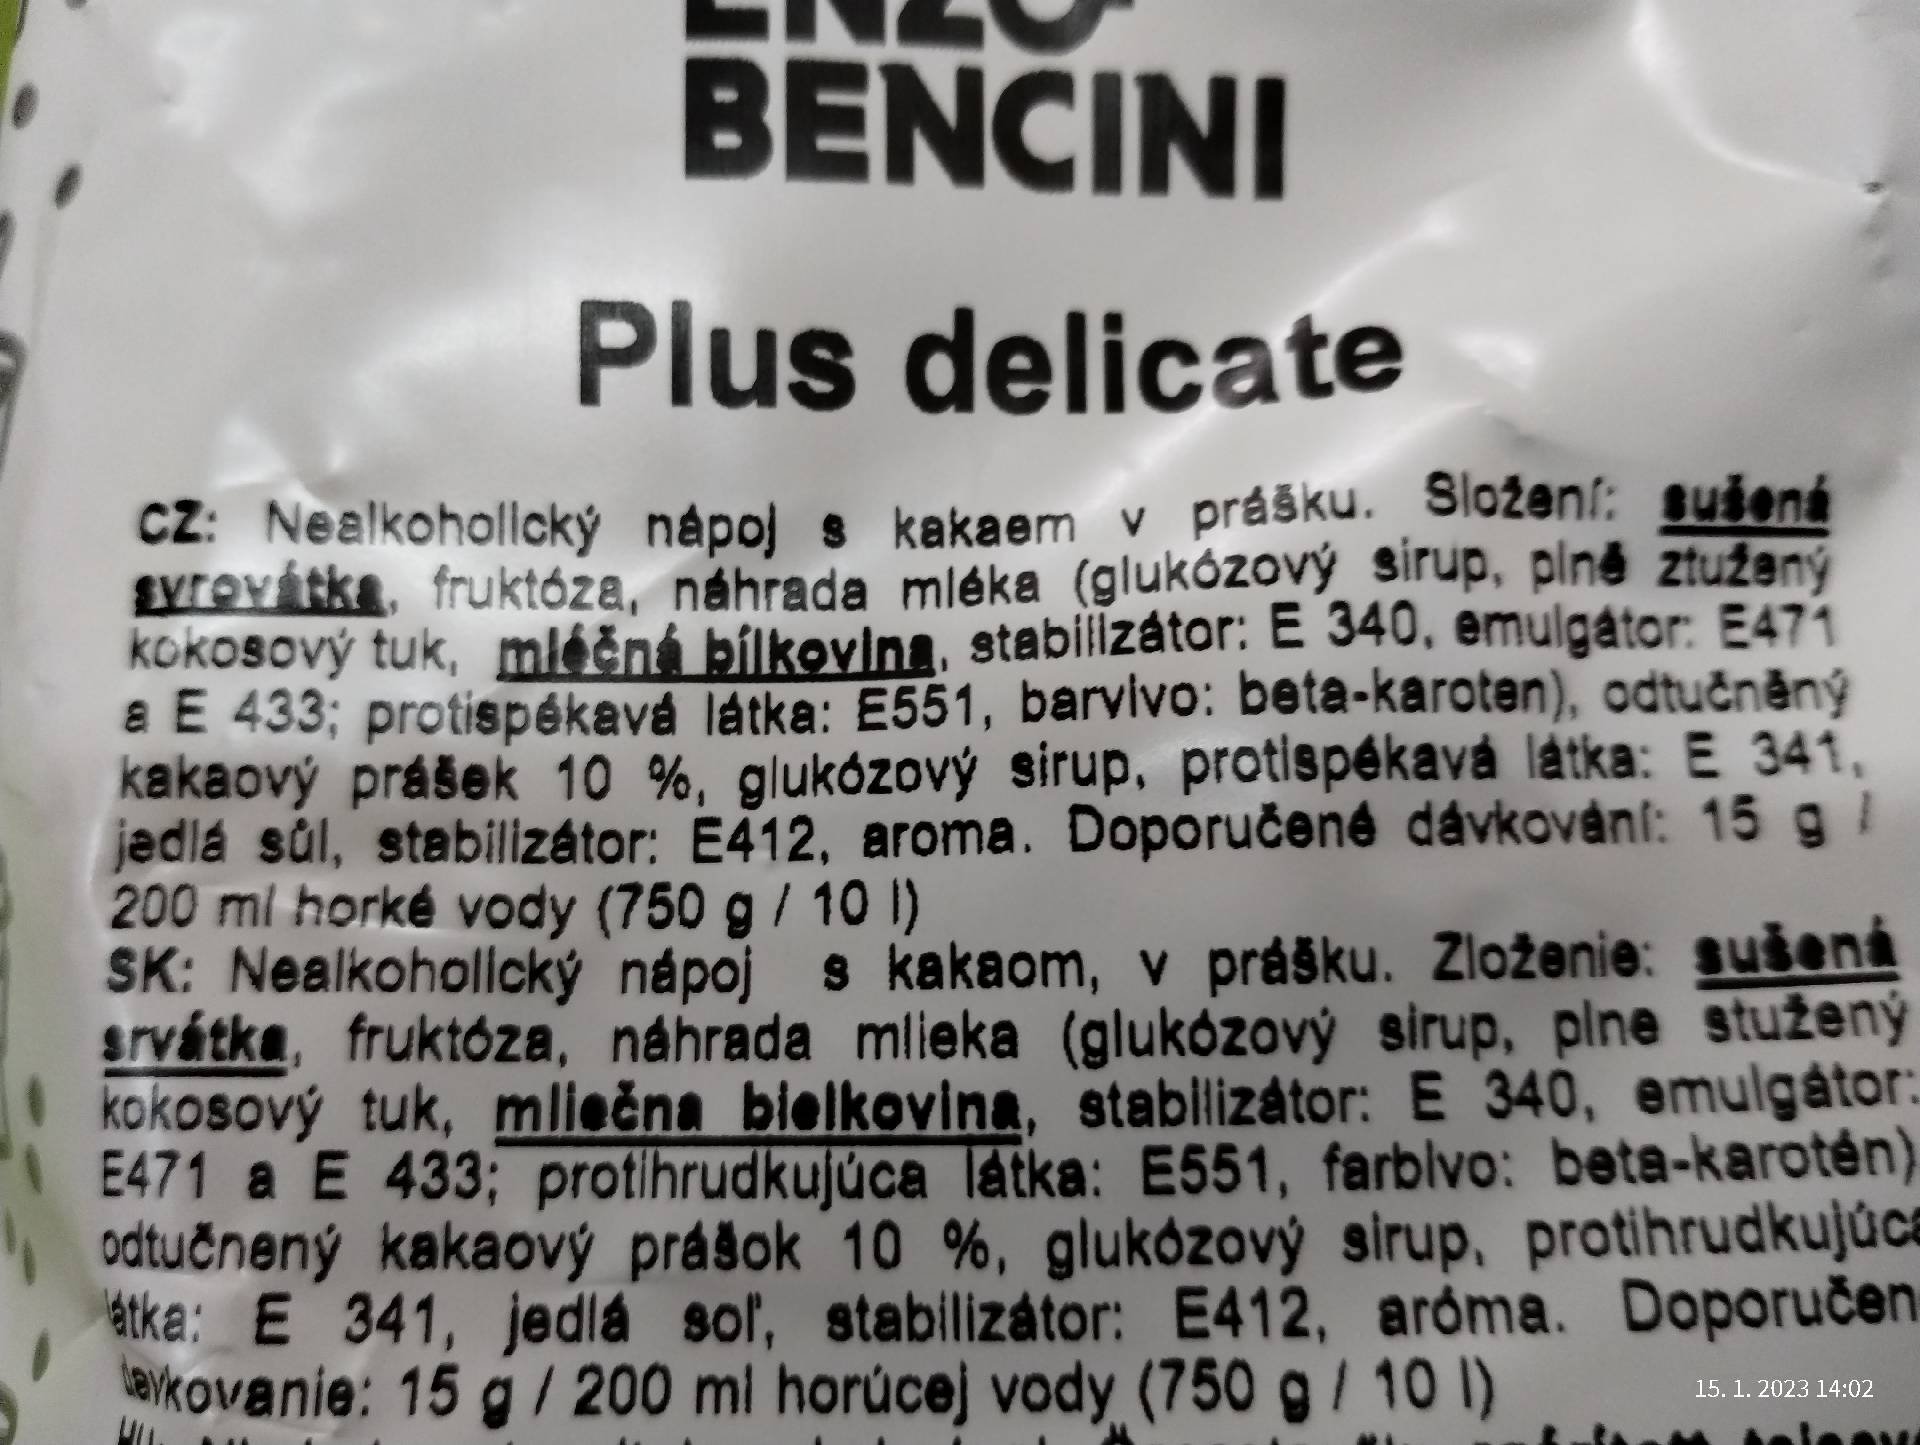 ENZO
BENCINI
Plus delicate
CZ: Nealkoholický nápoj s kakaem v prášku. Složení: sušená
syrovátka, fruktóza, náhrada mléka (glukózový sirup, plně ztužený
kokosový tuk, mléčná bílkovina, stabilizátor: E 340, emulgátor: E471
a E 433; protispékavá látka: E551, barvivo: beta-karoten), odtučněný
kakaový prášek 10 %, glukózový sirup, protispékavá látka: E 341,
jedlá sůl, stabilizátor: E412, aroma. Doporučené dávkování: 15 g /
200 ml horké vody (750 g / 10 l)
SK: Nealkoholický nápoj s kakaom, v prášku. Zloženie: sušená
srvátka, fruktóza, náhrada mlieka (glukózový sirup, plne stužený
kokosový tuk, mliečna bielkovina, stabilizátor: E 340, emulgátor:
E471 a E 433; protihrudkujúca látka: E551, farbivo: beta-karotén)
odtučnený kakaový prášok 10 %, glukózový sirup, protihrudkujúca
látka: E 341, jedlá soľ, stabilizátor: E412, aróma. Doporučen
davkovanie: 15 g / 200 ml horúcej vody (750 g / 10 l)
15. 1. 2023 14:02